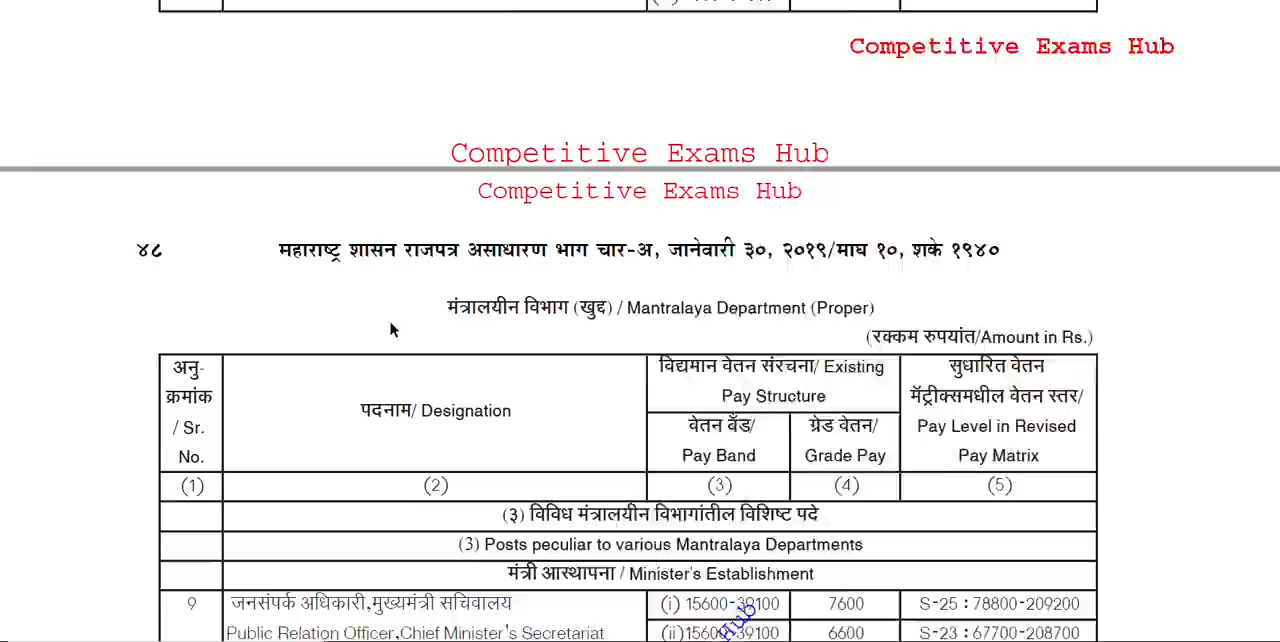 Competitive Exams Hub
Competitive Exams Hub
Competitive Exams Hub
४८ महाराष्ट्र शासन राजपत्र असाधारण भाग चार-अ, जानेवारी ३०, २०१९/माघ १०, शके १९४०
मंत्रालयीन विभाग (खुद्द) / Mantralaya Department (Proper)
(रक्कम रुपयांत/Amount in Rs.)
अनु-
क्रमांक
/ Sr.
No.
पदनाम/ Designation
विद्यमान वेतन संरचना/ Existing
Pay Structure
वेतन बँड/
Pay Band
ग्रेड वेतन/
Grade Pay
सुधारित वेतन
मॅट्रीक्समधील वेतन स्तर/
Pay Level in Revised
Pay Matrix
(1) (2) (3) (4) (5)
(३) विविध मंत्रालयीन विभागांतील विशिष्ट पदे
(3) Posts peculiar to various Mantralaya Departments
मंत्री आस्थापना / Minister's Establishment
9 जनसंपर्क अधिकारी,मुख्यमंत्री सचिवालय (i) 15600-39100 7600 S-25 : 78800-209200
Public Relation Officer,Chief Minister's Secretariat (ii)15600-39100 6600 S-23 : 67700-208700
Hub